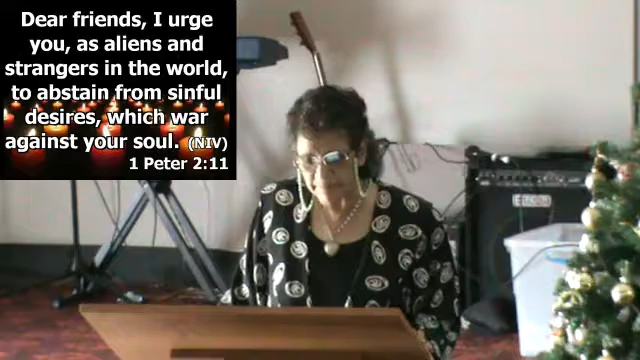 Dear friends, I urge
you, as aliens and
strangers in the world,
to abstain from sinful
desires, which war
against your soul. (NIV)
1 Peter 2:11